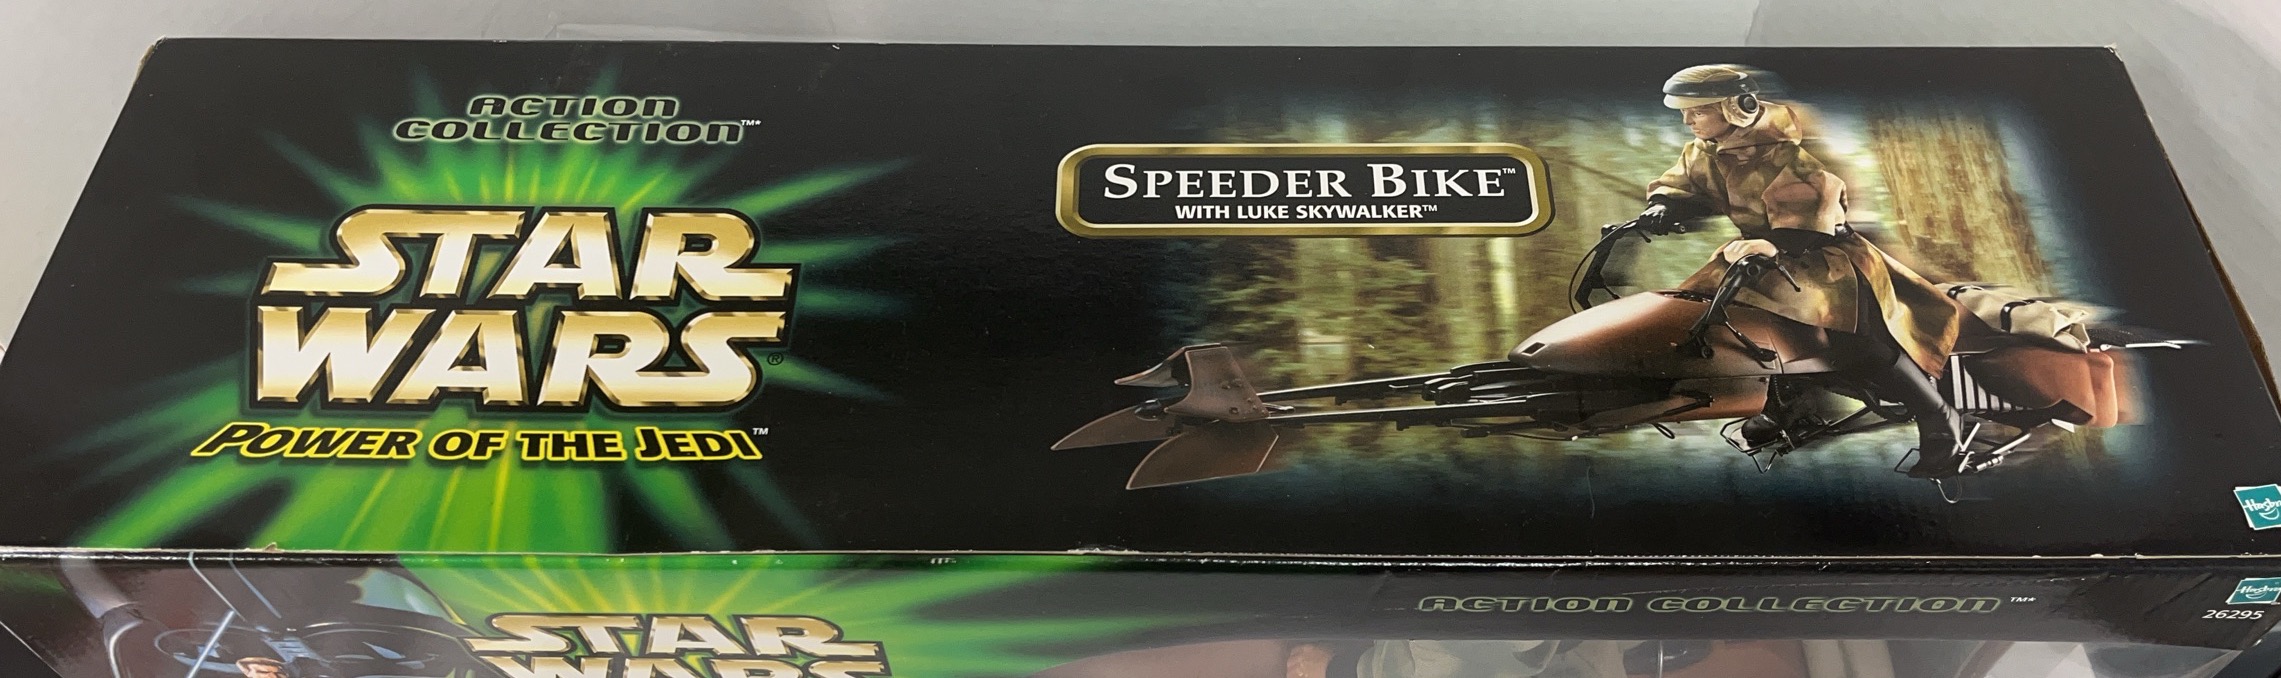 ACTION
COLLECTION™*
STAR
WARS®
POWER OF THE JEDI™
SPEEDER BIKE™
WITH LUKE SKYWALKER™
Hasbro
ACTION COLLECTION™*
Hasbro
26295
STAR
WARS